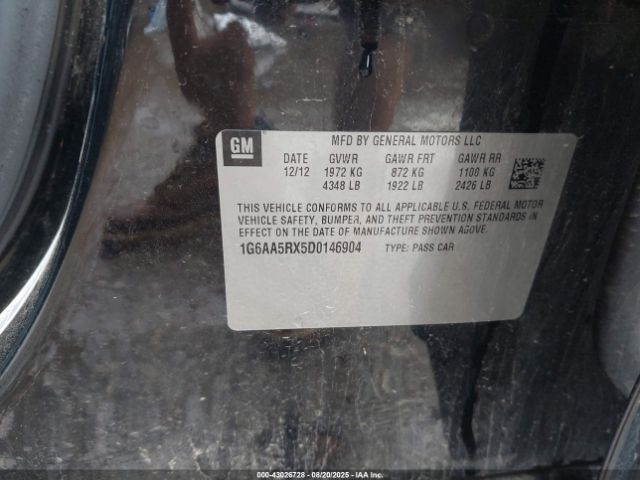 MFD BY GENERAL MOTORS LLC
GM
DATE GVWR GAWR FRT GAWR RR
12/12 1972 KG 872 KG 1100 KG
4348 LB 1922 LB 2426 LB
THIS VEHICLE CONFORMS TO ALL APPLICABLE U.S. FEDERAL MOTOR
VEHICLE SAFETY, BUMPER, AND THEFT PREVENTION STANDARDS IN
EFFECT ON THE DATE OF MANUFACTURE SHOWN ABOVE.
1G6AA5RX5D0146904 TYPE: PASS CAR
000-43026728 - 08/20/2025 - IAAI.COM